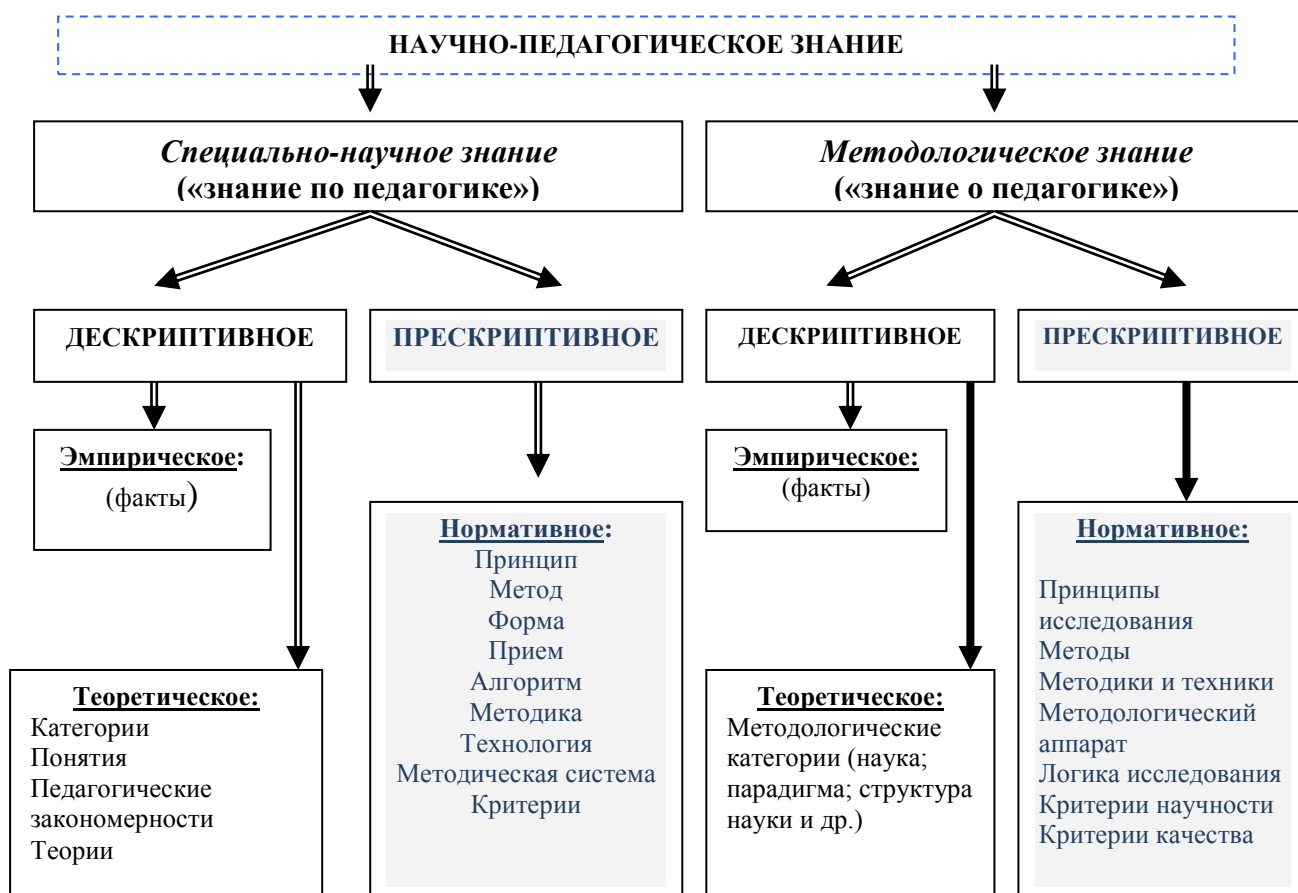 НАУЧНО-ПЕДАГОГИЧЕСКОЕ ЗНАНИЕ
Специально-научное знание
(«знание по педагогике»)
Методологическое знание
(«знание о педагогике»)
ДЕСКРИПТИВНОЕ
ПРЕСКРИПТИВНОЕ
ДЕСКРИПТИВНОЕ
ПРЕСКРИПТИВНОЕ
Эмпирическое:
(факты)
Теоретическое:
Категории
Понятия
Педагогические
закономерности
Теории
Нормативное:
Принцип
Метод
Форма
Прием
Алгоритм
Методика
Технология
Методическая система
Критерии
Эмпирическое:
(факты)
Теоретическое:
Методологические
категории (наука;
парадигма; структура
науки и др.)
Нормативное:
Принципы
исследования
Методы
Методики и техники
Методологический
аппарат
Логика исследования
Критерии научности
Критерии качества